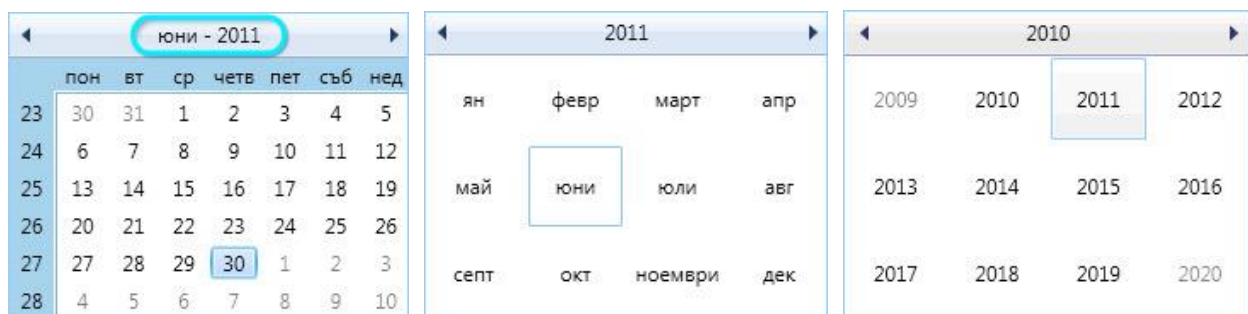 юни - 2011
пон вт ср четв пет съб нед
23 30 31 1 2 3 4 5
24 6 7 8 9 10 11 12
25 13 14 15 16 17 18 19
26 20 21 22 23 24 25 26
27 27 28 29 30 1 2 3
28 4 5 6 7 8 9 10
2011
ян февр март апр
май юни юли авг
септ окт ноември дек
2010
2009 2010 2011 2012
2013 2014 2015 2016
2017 2018 2019 2020